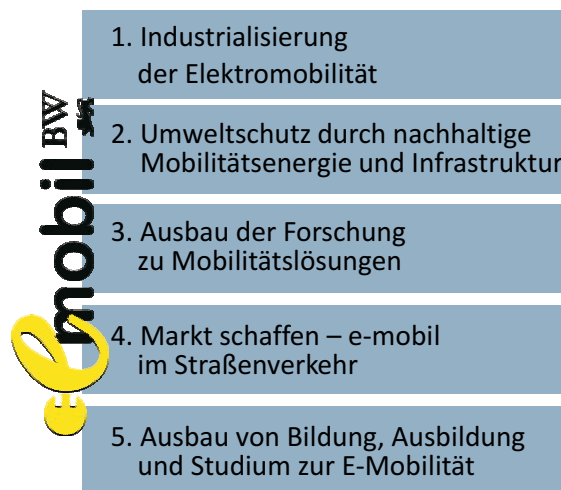 1. Industrialisierung
der Elektromobilität
2. Umweltschutz durch nachhaltige
Mobilitätsenergie und Infrastruktur
3. Ausbau der Forschung
zu Mobilitätslösungen
4. Markt schaffen – e-mobil
im Straßenverkehr
5. Ausbau von Bildung, Ausbildung
und Studium zur E-Mobilität
e mobil BW